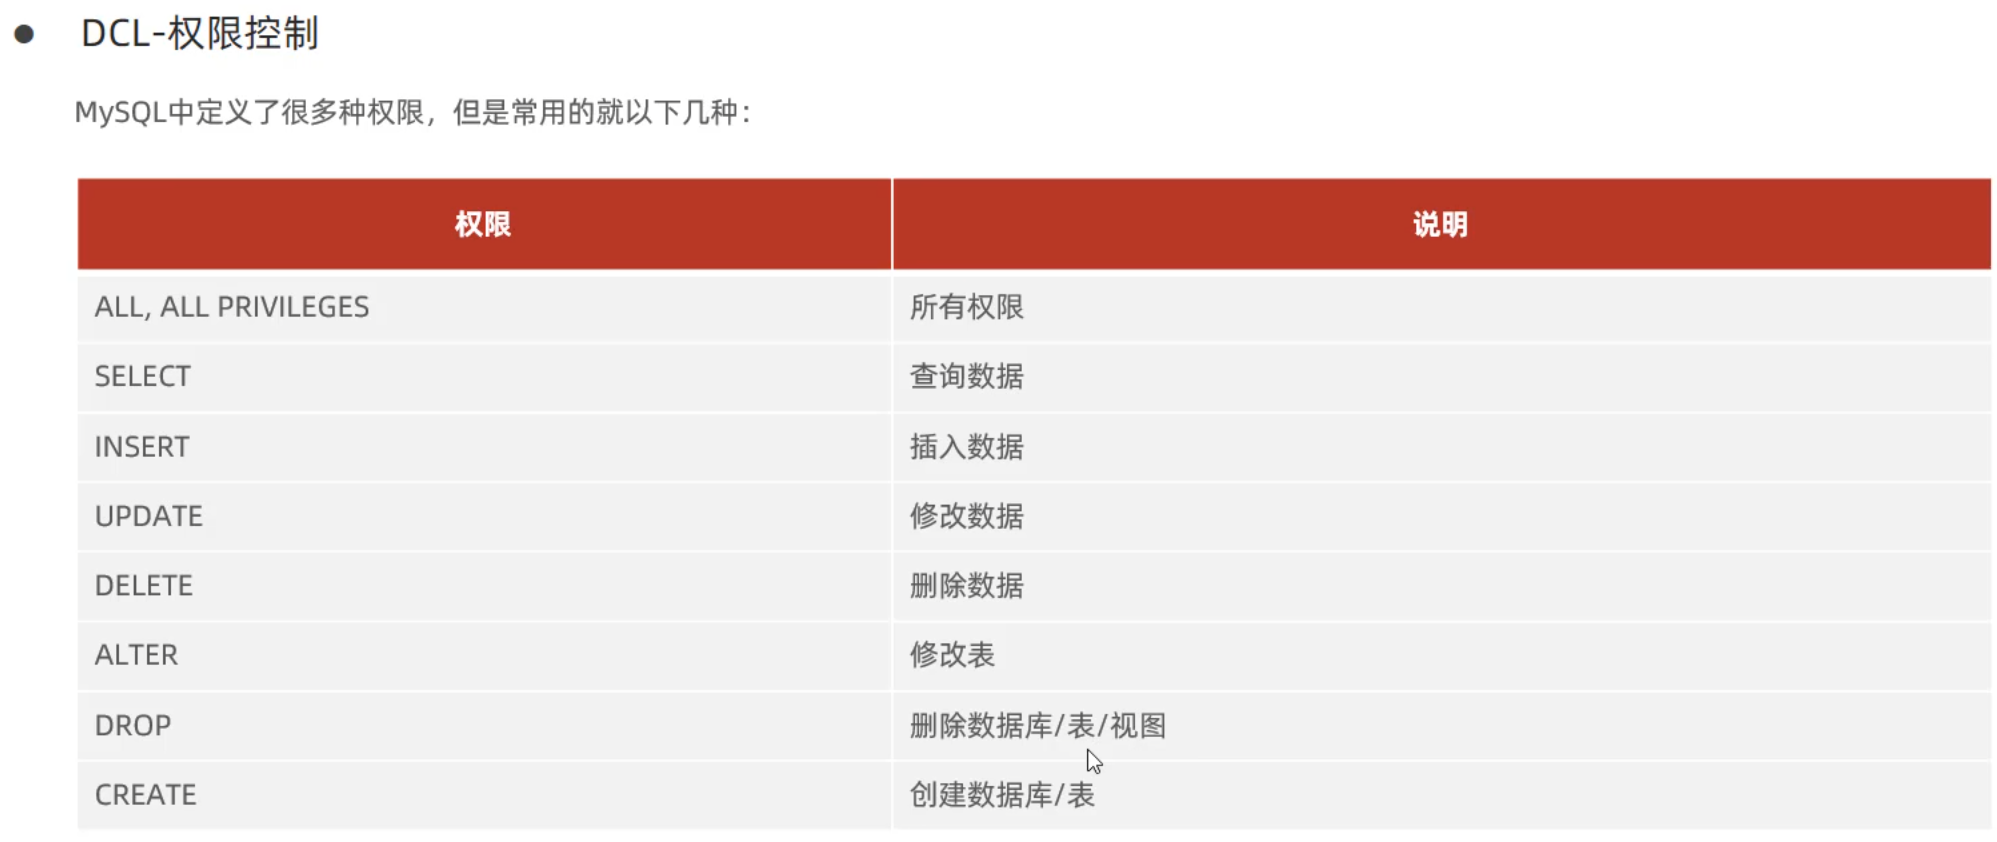 DCL-权限控制
MySQL中定义了很多种权限，但是常用的就以下几种：
权限 说明
ALL, ALL PRIVILEGES 所有权限
SELECT 查询数据
INSERT 插入数据
UPDATE 修改数据
DELETE 删除数据
ALTER 修改表
DROP 删除数据库/表/视图
CREATE 创建数据库/表